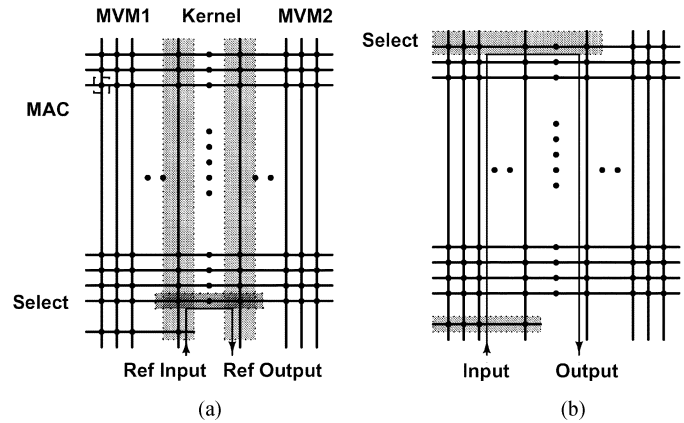 MVM1 Kernel MVM2
Select
MAC
Select
Ref Input Ref Output
Input Output
(a) (b)